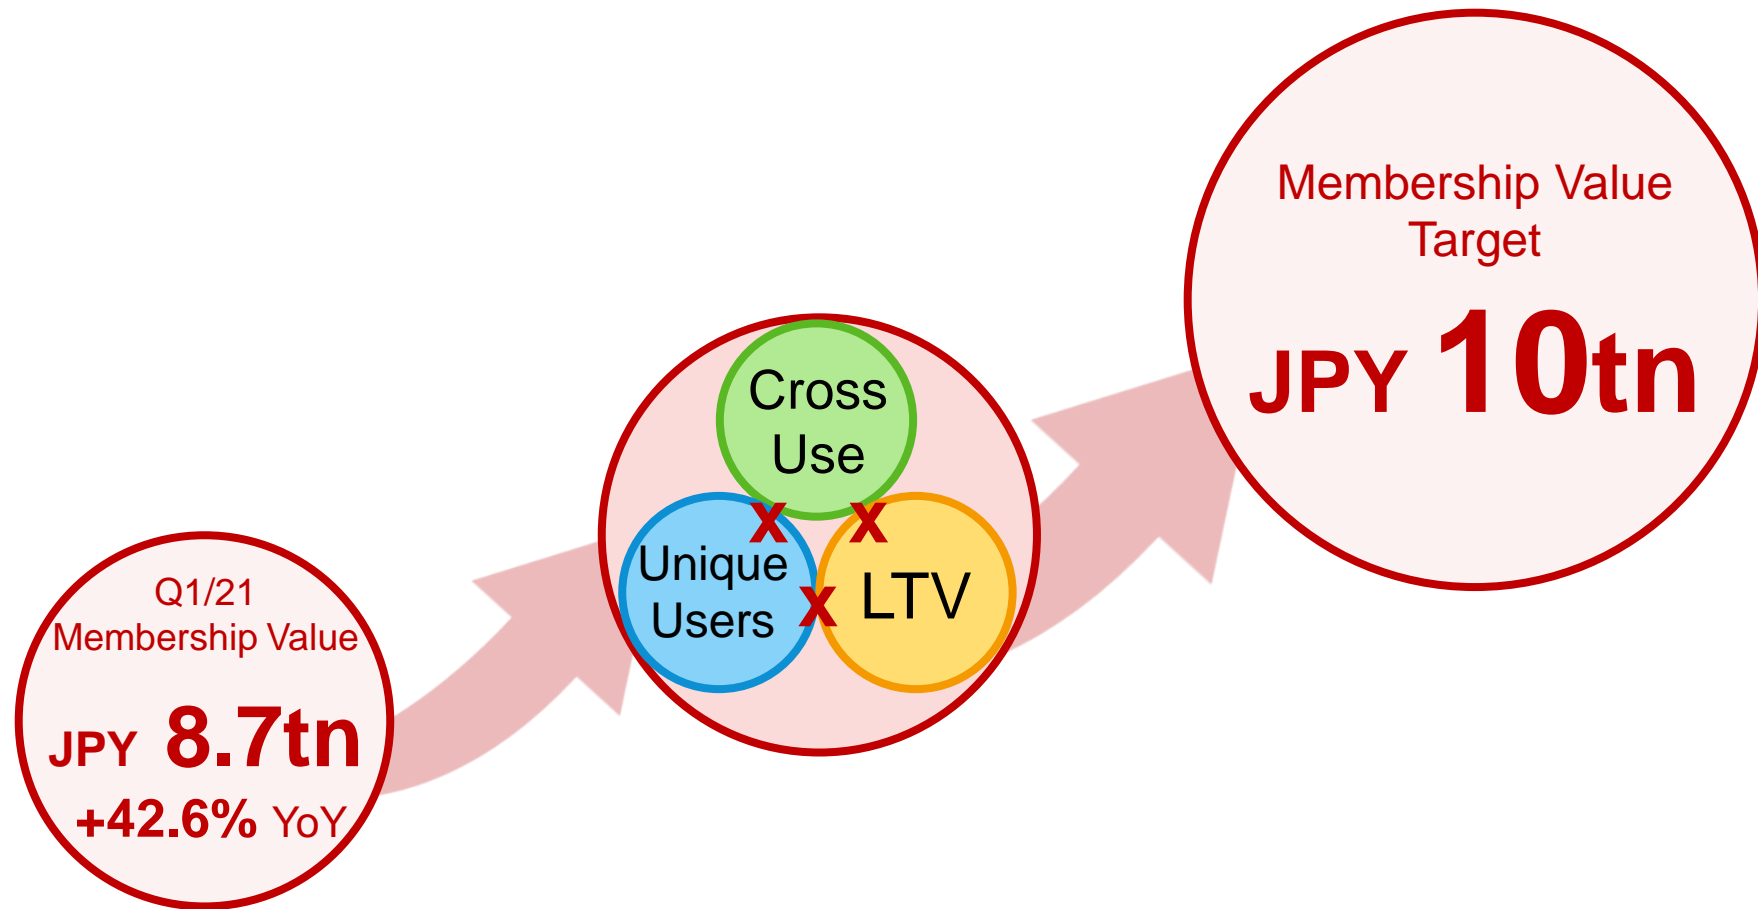 Q1/21
Membership Value
JPY 8.7tn
+42.6% YoY
Cross
Use
x x
Unique
Users
x
LTV
Membership Value
Target
JPY 10tn